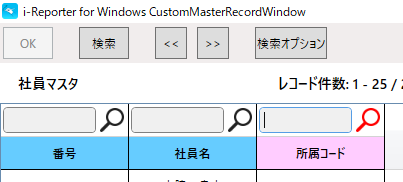 i-Reporter for Windows CustomMasterRecordWindow
OK 検索 << >> 検索オプション
社員マスタ レコード件数: 1 - 25 /
番号 社員名 所属コード